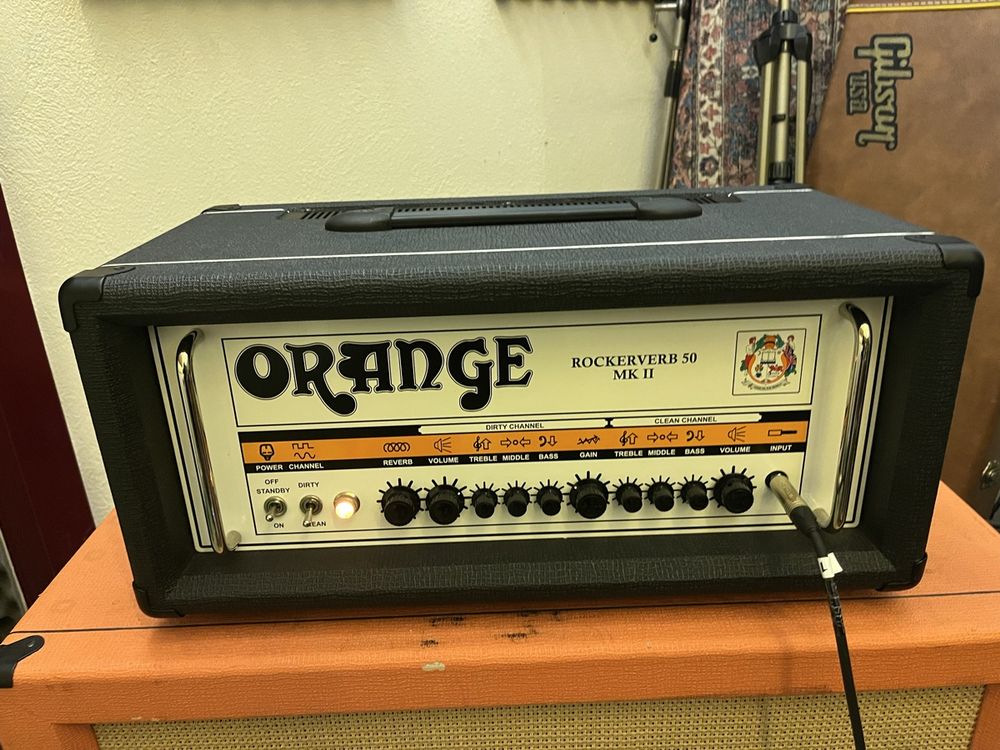 Gibson
USA
ORANGE
ROCKERVERB 50
MK II
DIRTY CHANNEL
CLEAN CHANNEL
POWER CHANNEL REVERB VOLUME TREBLE MIDDLE BASS GAIN TREBLE MIDDLE BASS VOLUME INPUT
OFF
STANDBY
ON
DIRTY
CLEAN
L